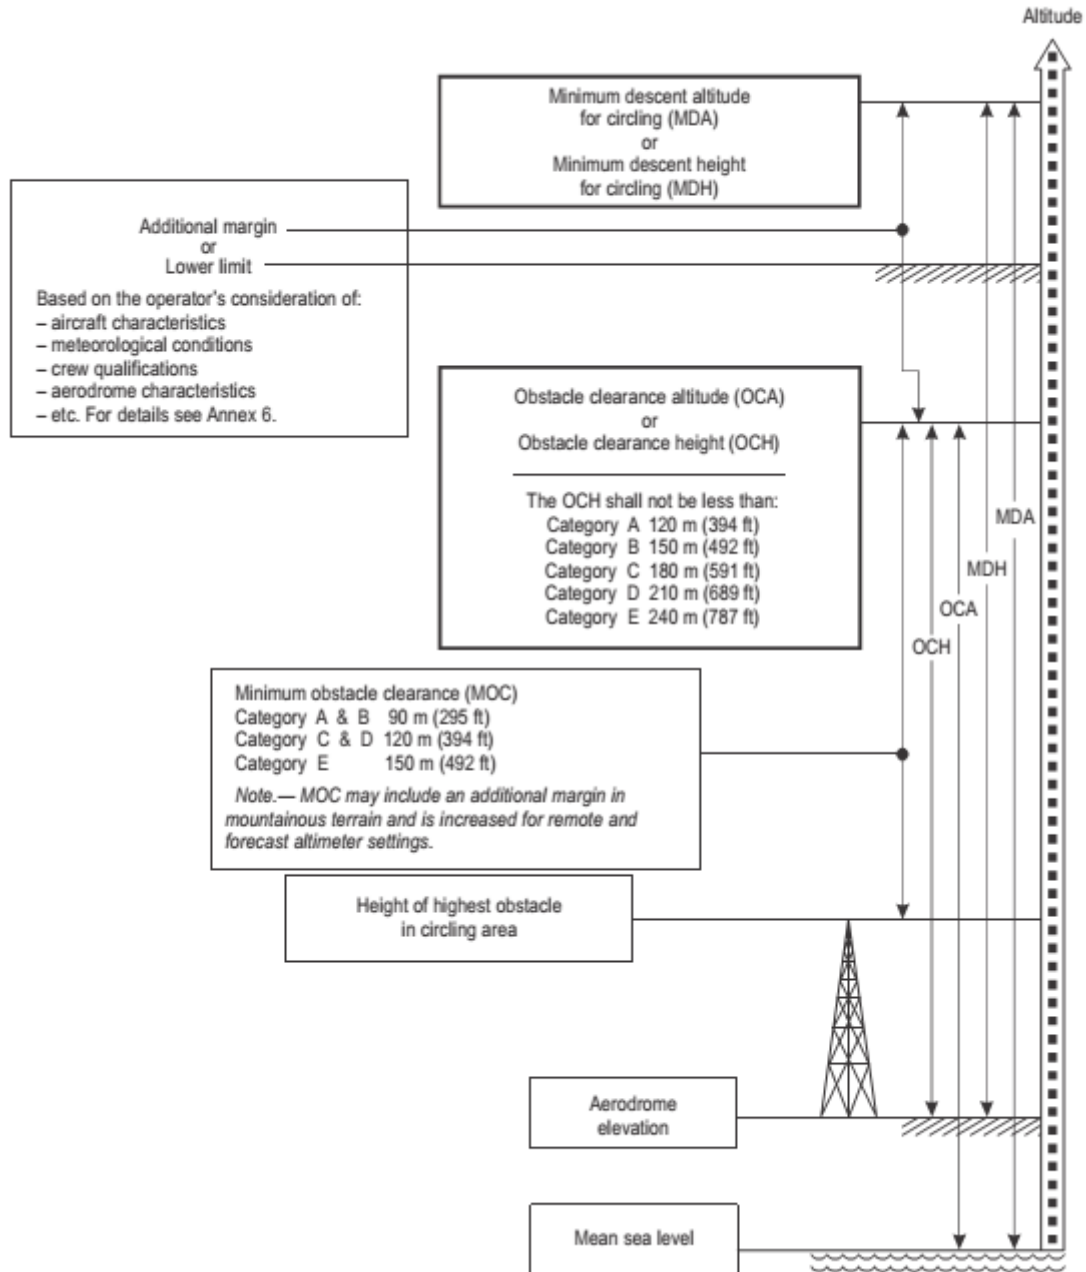 Altitude
Minimum descent altitude
for circling (MDA)
or
Minimum descent height
for circling (MDH)
Additional margin
or
Lower limit
Based on the operator's consideration of:
– aircraft characteristics
– meteorological conditions
– crew qualifications
– aerodrome characteristics
– etc. For details see Annex 6.
Obstacle clearance altitude (OCA)
or
Obstacle clearance height (OCH)
The OCH shall not be less than:
Category A 120 m (394 ft)
Category B 150 m (492 ft)
Category C 180 m (591 ft)
Category D 210 m (689 ft)
Category E 240 m (787 ft)
MDA
MDH
OCA
OCH
Minimum obstacle clearance (MOC)
Category A & B 90 m (295 ft)
Category C & D 120 m (394 ft)
Category E 150 m (492 ft)
Note.— MOC may include an additional margin in
mountainous terrain and is increased for remote and
forecast altimeter settings.
Height of highest obstacle
in circling area
Aerodrome
elevation
Mean sea level